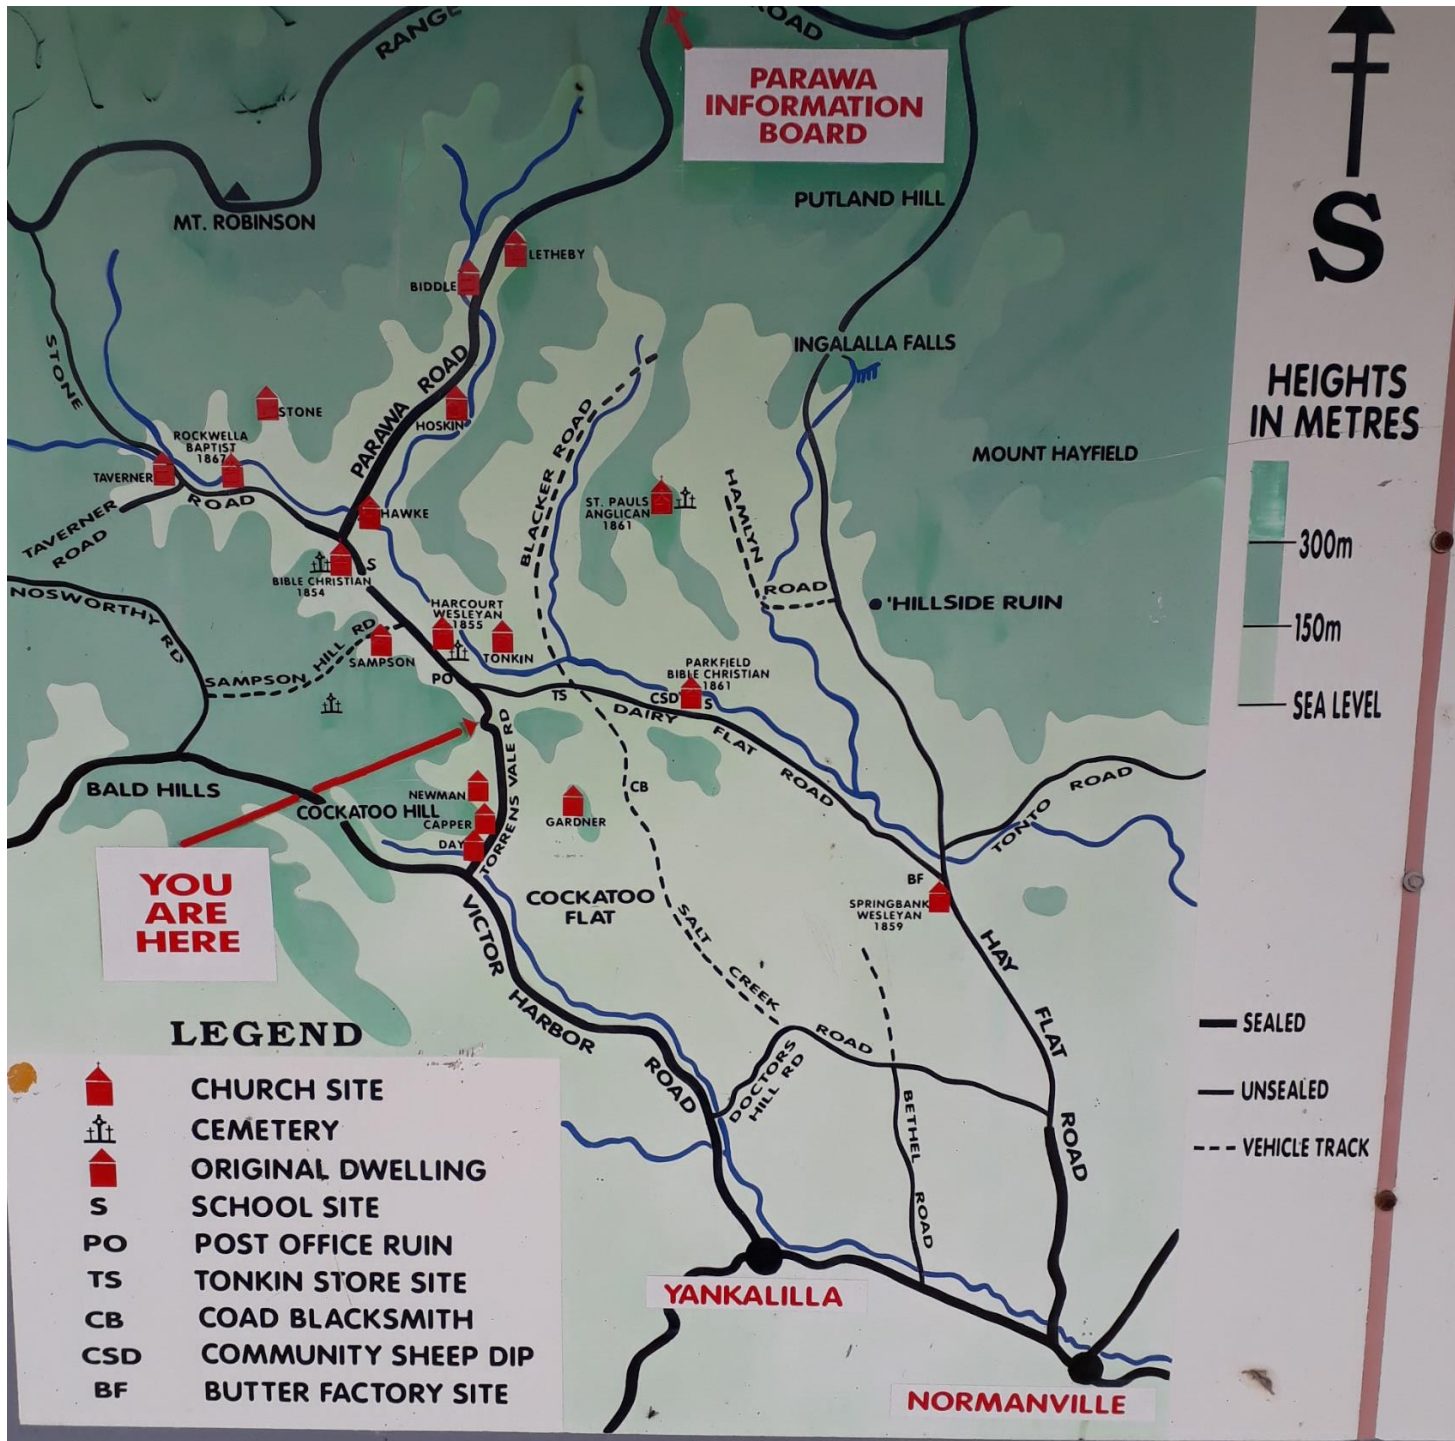 RANGE
ROAD
PARAWA
INFORMATION
BOARD
MT. ROBINSON
PUTLAND HILL
S
LETHEBY
BIDDLE
INGALALLA FALLS
STONE
PARAWA ROAD
HEIGHTS
IN METRES
STONE
HOSKIN
BLACKER ROAD
MOUNT HAYFIELD
ROCKWELLA
BAPTIST
1867
TAVERNER
ROAD
HAMLYN
ROAD
ST. PAULS
ANGLICAN
1861
HAWKE
TAVERNER
ROAD
300m
S
BIBLE CHRISTIAN
1854
NOSWORTHY RD
HARCOURT
WESLEYAN
1855
'HILLSIDE RUIN
150m
SAMPSON HILL RD
SAMPSON
TONKIN
PO
PARKFIELD
BIBLE CHRISTIAN
1861
TS
CSD
S
SEA LEVEL
DAIRY FLAT ROAD
TORRENS VALE RD
BALD HILLS
COCKATOO HILL
NEWMAN
CAPPER
DAY
CB
GARDNER
TONTO ROAD
YOU
ARE
HERE
COCKATOO
FLAT
BF
SPRINGBANK
WESLEYAN
1859
VICTOR HARBOR ROAD
SALT CREEK ROAD
HAY FLAT ROAD
DOCTORS
HILL RD
BETHEL ROAD
LEGEND
CHURCH SITE
CEMETERY
ORIGINAL DWELLING
S SCHOOL SITE
PO POST OFFICE RUIN
TS TONKIN STORE SITE
CB COAD BLACKSMITH
CSD COMMUNITY SHEEP DIP
BF BUTTER FACTORY SITE
SEALED
UNSEALED
VEHICLE TRACK
YANKALILLA
NORMANVILLE